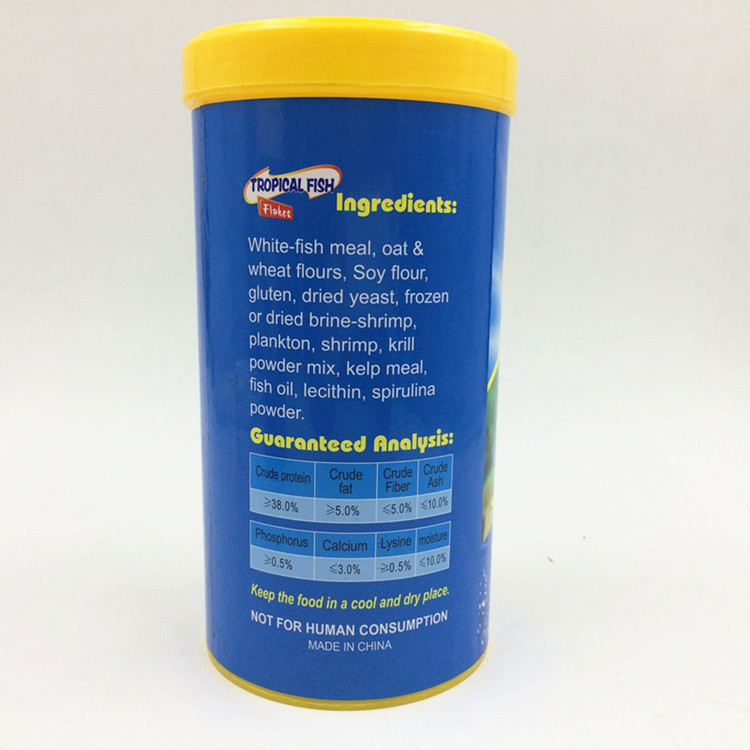 TROPICAL FISH
Flakes
Ingredients:
White-fish meal, oat &
wheat flours, Soy flour,
gluten, dried yeast, frozen
or dried brine-shrimp,
plankton, shrimp, krill
powder mix, kelp meal,
fish oil, lecithin, spirulina
powder.
Guaranteed Analysis:
Crude protein Crude fat Crude Fiber Crude Ash
≥38.0% ≥5.0% ≤5.0% ≤10.0%
Phosphorus Calcium Lysine moisture
≥0.5% ≤3.0% ≥0.5% ≤10.0%
Keep the food in a cool and dry place.
NOT FOR HUMAN CONSUMPTION
MADE IN CHINA